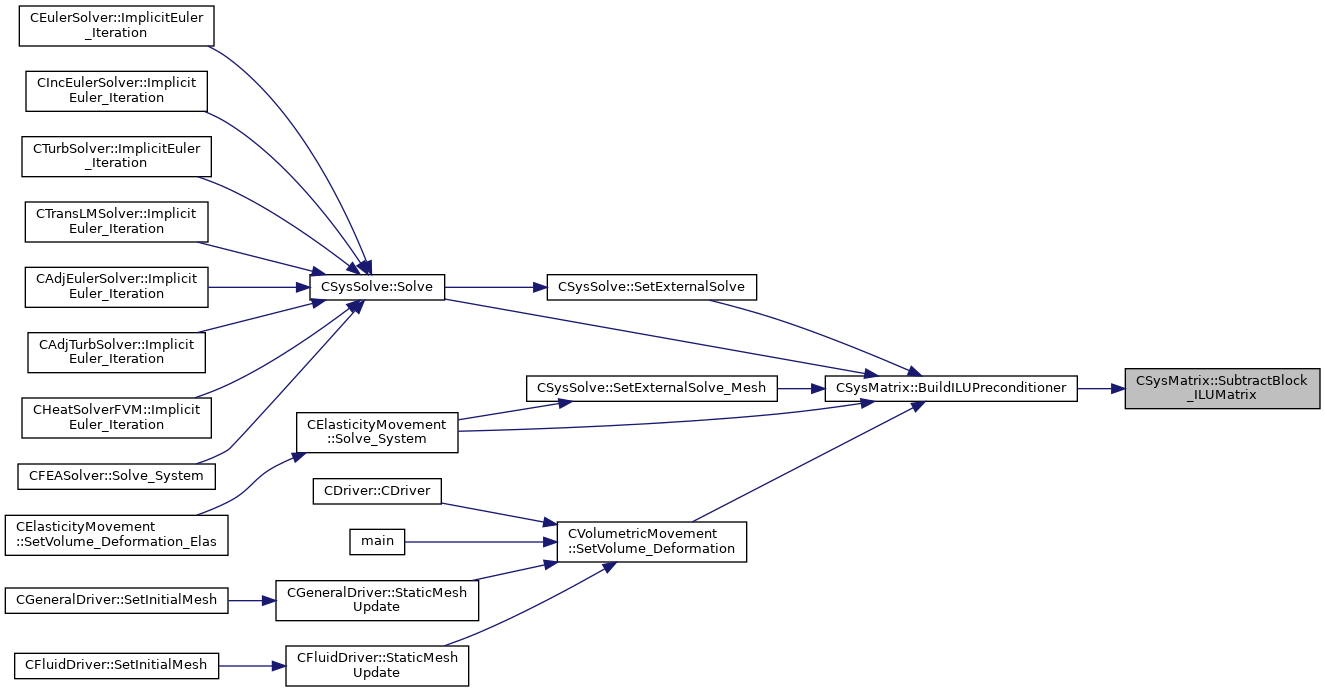 CEulerSolver::ImplicitEuler
_Iteration
CIncEulerSolver::Implicit
Euler_Iteration
CTurbSolver::ImplicitEuler
_Iteration
CTransLMSolver::Implicit
Euler_Iteration
CAdjEulerSolver::Implicit
Euler_Iteration
CAdjTurbSolver::Implicit
Euler_Iteration
CHeatSolverFVM::Implicit
Euler_Iteration
CFEASolver::Solve_System
CElasticityMovement
::SetVolume_Deformation_Elas
CGeneralDriver::SetInitialMesh
CFluidDriver::SetInitialMesh
CSysSolve::Solve
CElasticityMovement
::Solve_System
CDriver::CDriver
main
CGeneralDriver::StaticMesh
Update
CFluidDriver::StaticMesh
Update
CSysSolve::SetExternalSolve
CSysSolve::SetExternalSolve_Mesh
CVolumetricMovement
::SetVolume_Deformation
CSysMatrix::BuildILUPreconditioner
CSysMatrix::SubtractBlock
_ILUMatrix